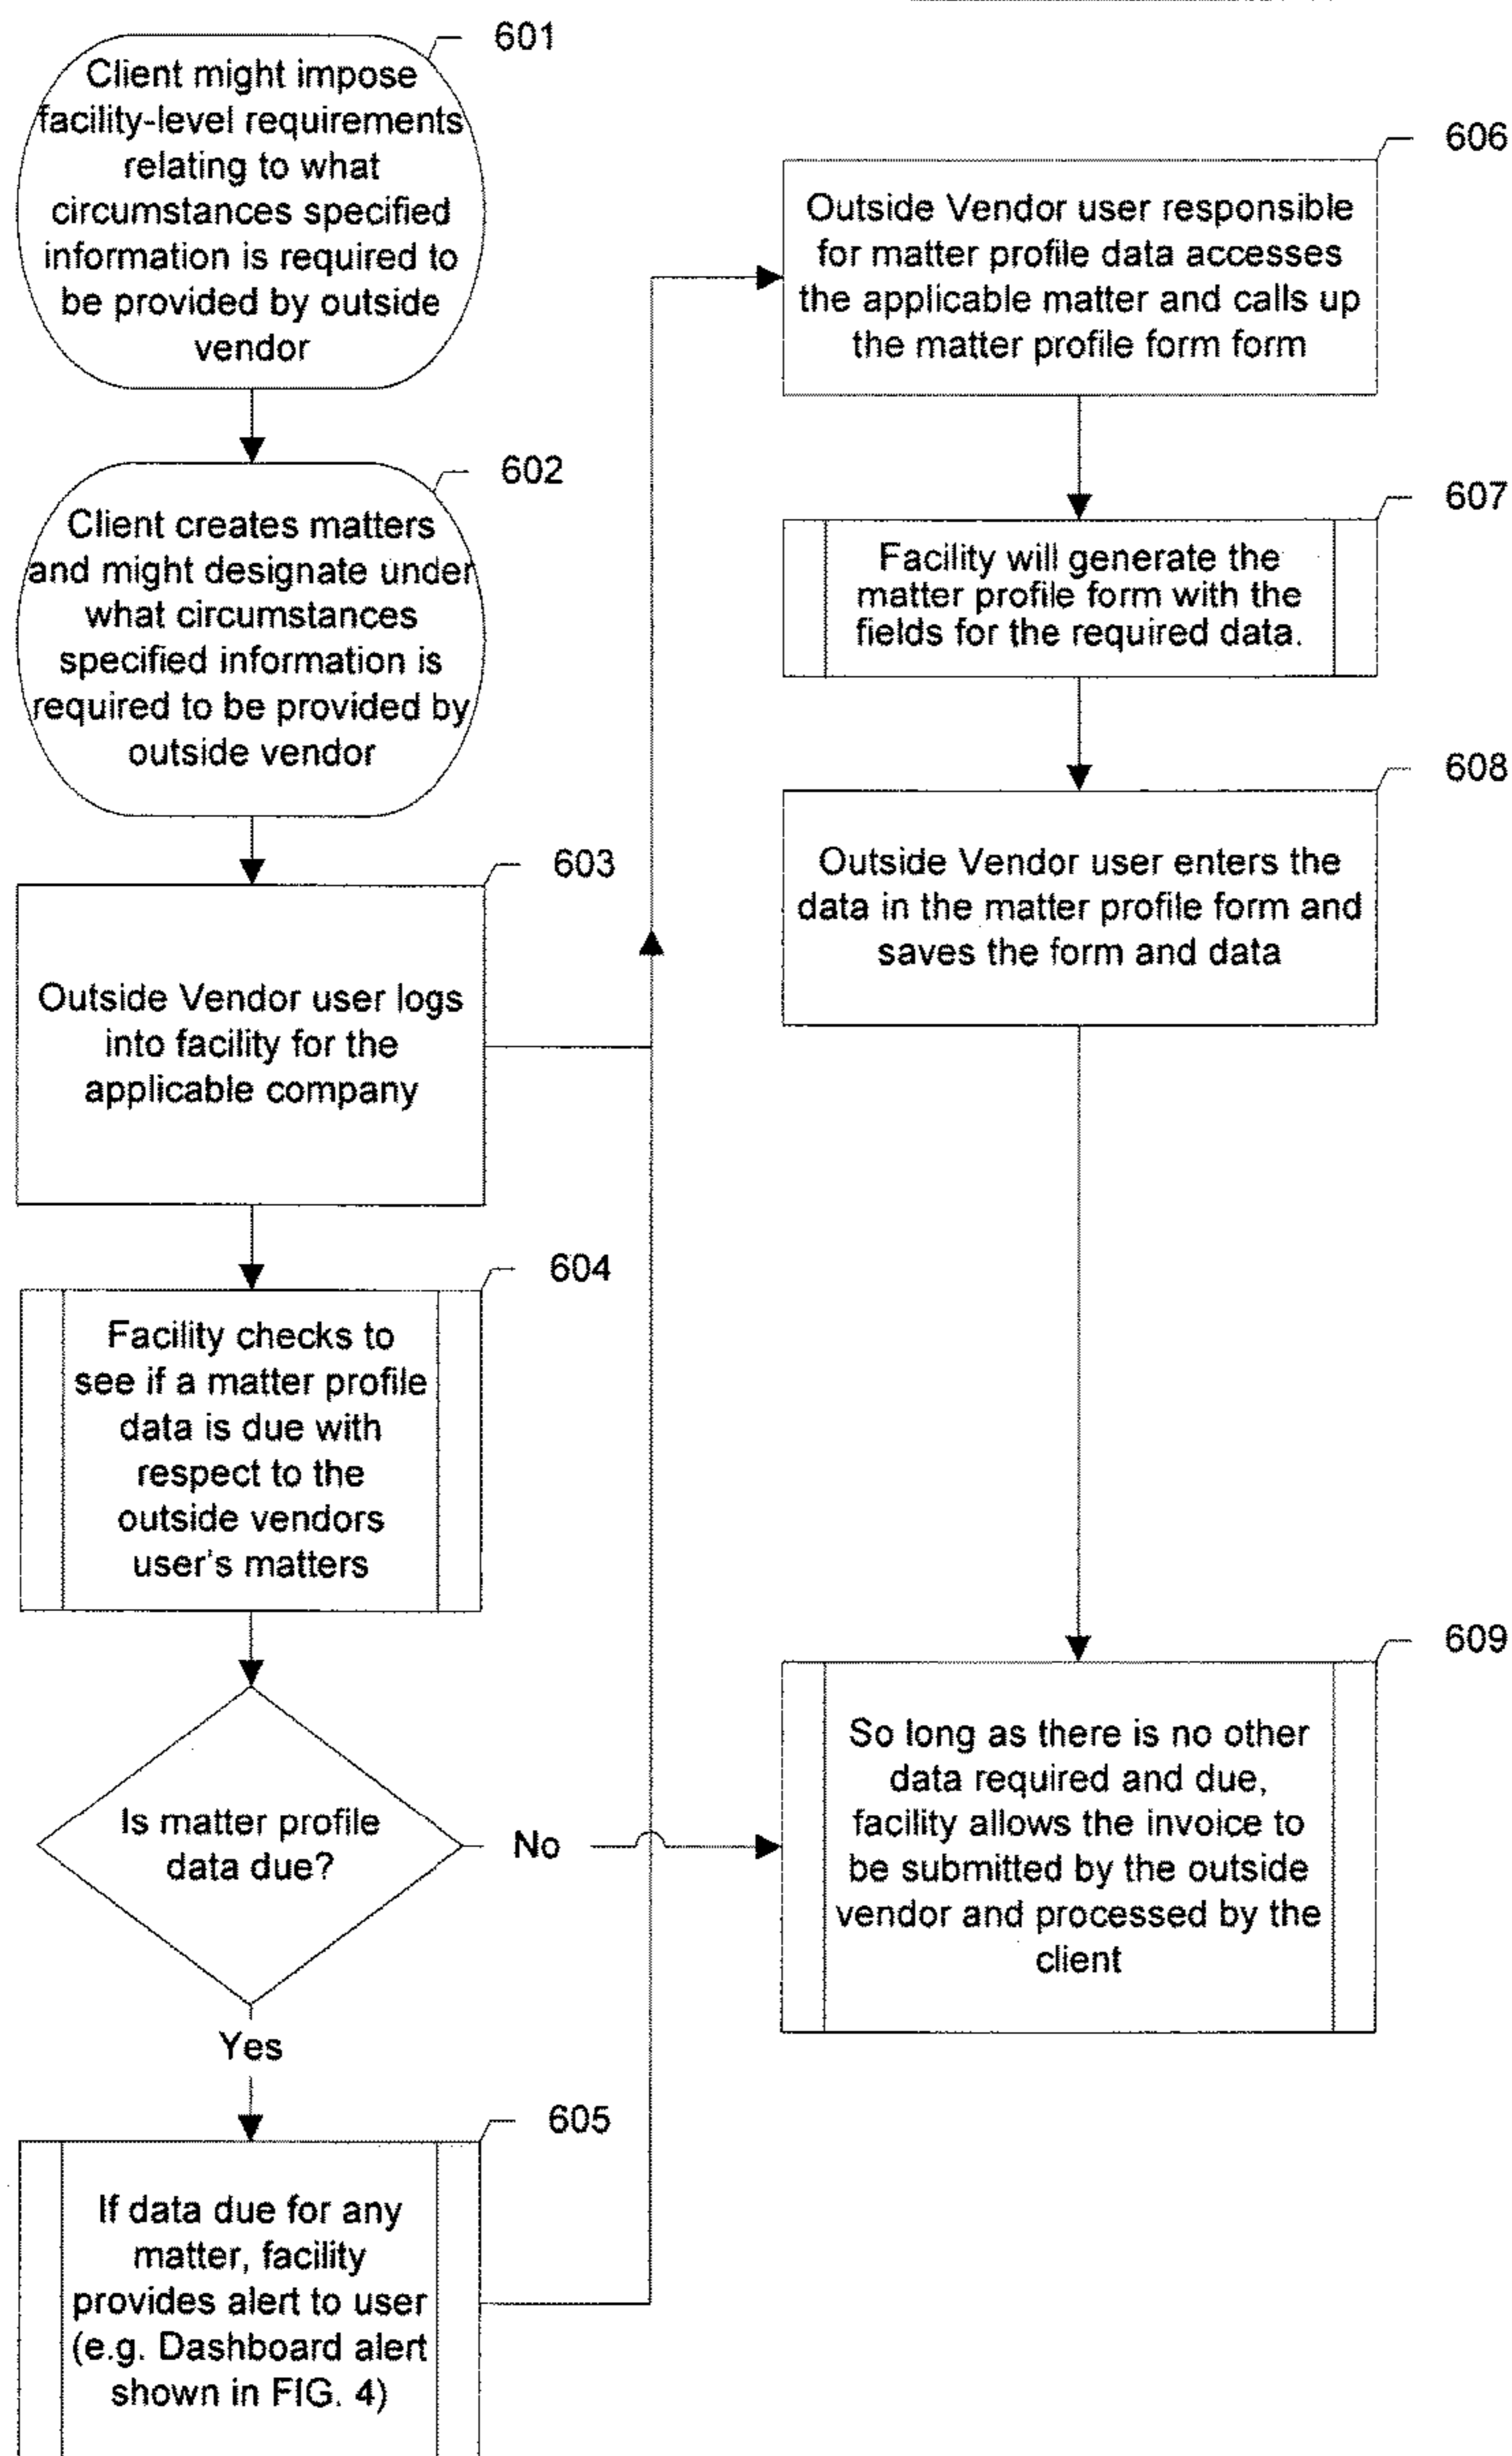 601
Client might impose
facility-level requirements
relating to what
circumstances specified
information is required to
be provided by outside
vendor
602
Client creates matters
and might designate under
what circumstances
specified information is
required to be provided by
outside vendor
603
Outside Vendor user logs
into facility for the
applicable company
604
Facility checks to
see if a matter profile
data is due with
respect to the
outside vendors
user's matters
Is matter profile
data due?
No
Yes
605
If data due for any
matter, facility
provides alert to user
(e.g. Dashboard alert
shown in FIG. 4)
606
Outside Vendor user responsible
for matter profile data accesses
the applicable matter and calls up
the matter profile form form
607
Facility will generate the
matter profile form with the
fields for the required data.
608
Outside Vendor user enters the
data in the matter profile form and
saves the form and data
609
So long as there is no other
data required and due,
facility allows the invoice to
be submitted by the outside
vendor and processed by the
client